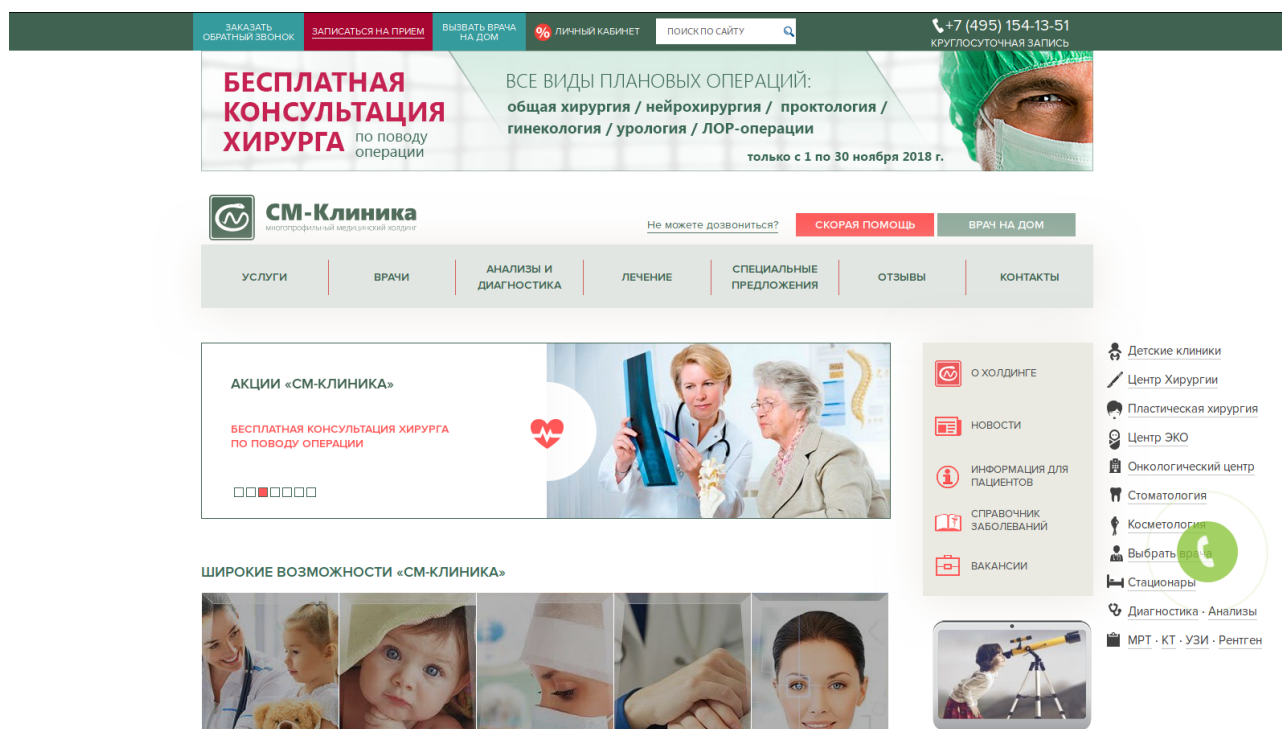 ЗАКАЗАТЬ
ОБРАТНЫЙ ЗВОНОК
ЗАПИСАТЬСЯ НА ПРИЕМ
ВЫЗВАТЬ ВРАЧА
НА ДОМ
% ЛИЧНЫЙ КАБИНЕТ
ПОИСК ПО САЙТУ
+7 (495) 154-13-51
КРУГЛОСУТОЧНАЯ ЗАПИСЬ
БЕСПЛАТНАЯ
КОНСУЛЬТАЦИЯ
ХИРУРГА по поводу
операции
ВСЕ ВИДЫ ПЛАНОВЫХ ОПЕРАЦИЙ:
общая хирургия / нейрохирургия / проктология /
гинекология / урология / ЛОР-операции
только с 1 по 30 ноября 2018 г.
СМ-Клиника
многопрофильный медицинский холдинг
Не можете дозвониться?
СКОРАЯ ПОМОЩЬ
ВРАЧ НА ДОМ
УСЛУГИ
ВРАЧИ
АНАЛИЗЫ И
ДИАГНОСТИКА
ЛЕЧЕНИЕ
СПЕЦИАЛЬНЫЕ
ПРЕДЛОЖЕНИЯ
ОТЗЫВЫ
КОНТАКТЫ
АКЦИИ «СМ-КЛИНИКА»
БЕСПЛАТНАЯ КОНСУЛЬТАЦИЯ ХИРУРГА
ПО ПОВОДУ ОПЕРАЦИИ
О ХОЛДИНГЕ
НОВОСТИ
ИНФОРМАЦИЯ ДЛЯ
ПАЦИЕНТОВ
СПРАВОЧНИК
ЗАБОЛЕВАНИЙ
ВАКАНСИИ
Детские клиники
Центр Хирургии
Пластическая хирургия
Центр ЭКО
Онкологический центр
Стоматология
Косметология
Выбрать врача
Стационары
Диагностика · Анализы
МРТ · КТ · УЗИ · Рентген
ШИРОКИЕ ВОЗМОЖНОСТИ «СМ-КЛИНИКА»